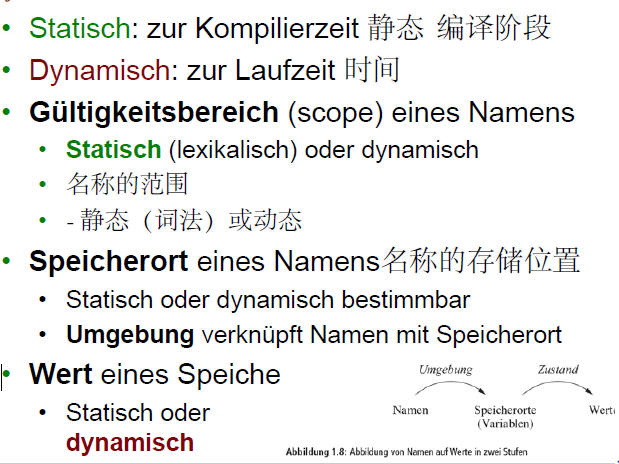 Statisch: zur Kompilierzeit 静态 编译阶段
Dynamisch: zur Laufzeit 时间
Gültigkeitsbereich (scope) eines Namens
Statisch (lexikalisch) oder dynamisch
名称的范围
- 静态（词法）或动态
Speicherort eines Namens名称的存储位置
Statisch oder dynamisch bestimmbar
Umgebung verknüpft Namen mit Speicherort
Wert eines Speiche
Statisch oder
dynamisch
Umgebung Zustand
Namen Speicherorte Werte
(Variablen)
Abbildung 1.8: Abbildung von Namen auf Werte in zwei Stufen